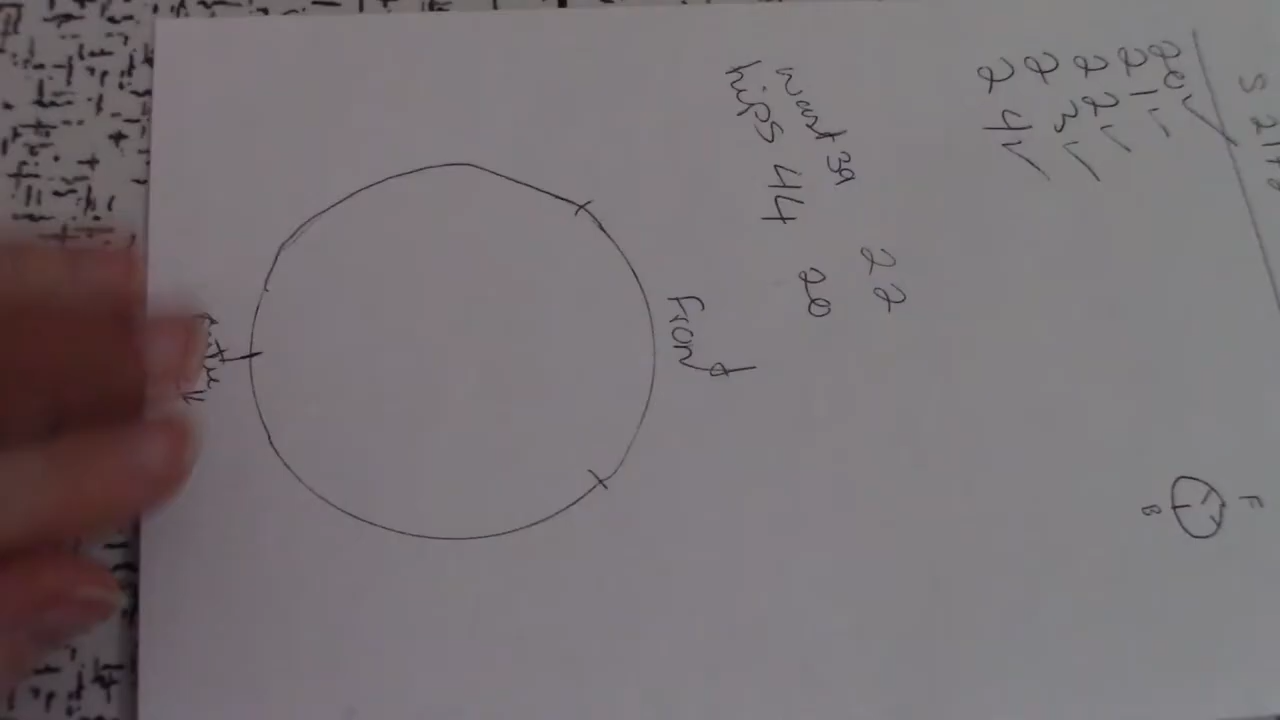 20 ✓
21 ✓
22 ✓
23 ✓
24 ✓
waist 39 22
hips 44 20
Front
F
B